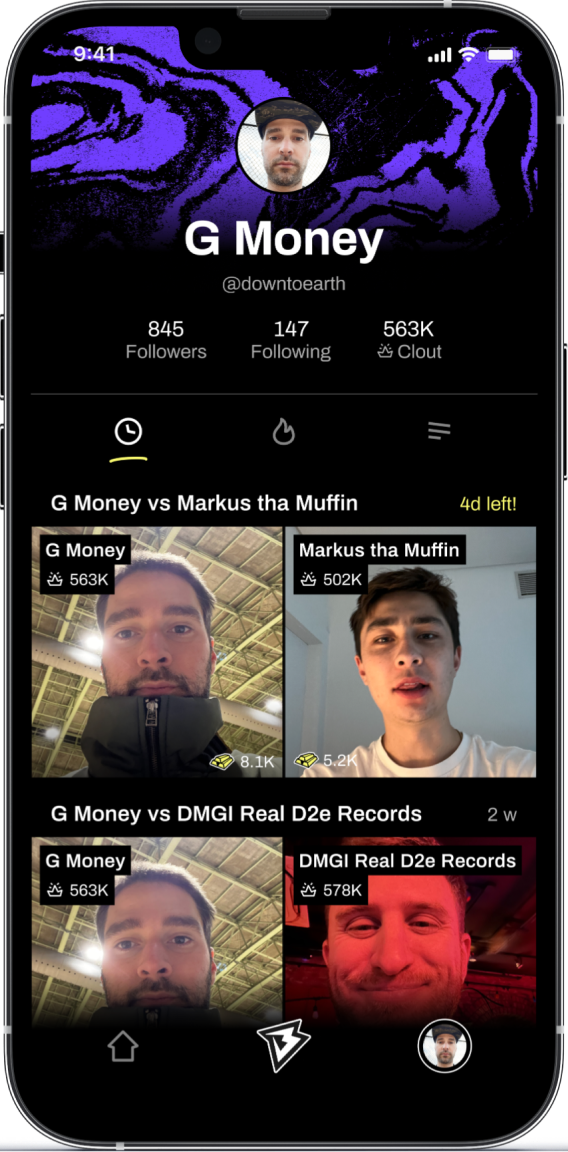 9:41
G Money
@downtoearth
845 147 563K
Followers Following Clout
G Money vs Markus tha Muffin 4d left!
G Money Markus tha Muffin
563K 502K
8.1K 5.2K
G Money vs DMGI Real D2e Records 2 w
G Money DMGI Real D2e Records
563K 578K